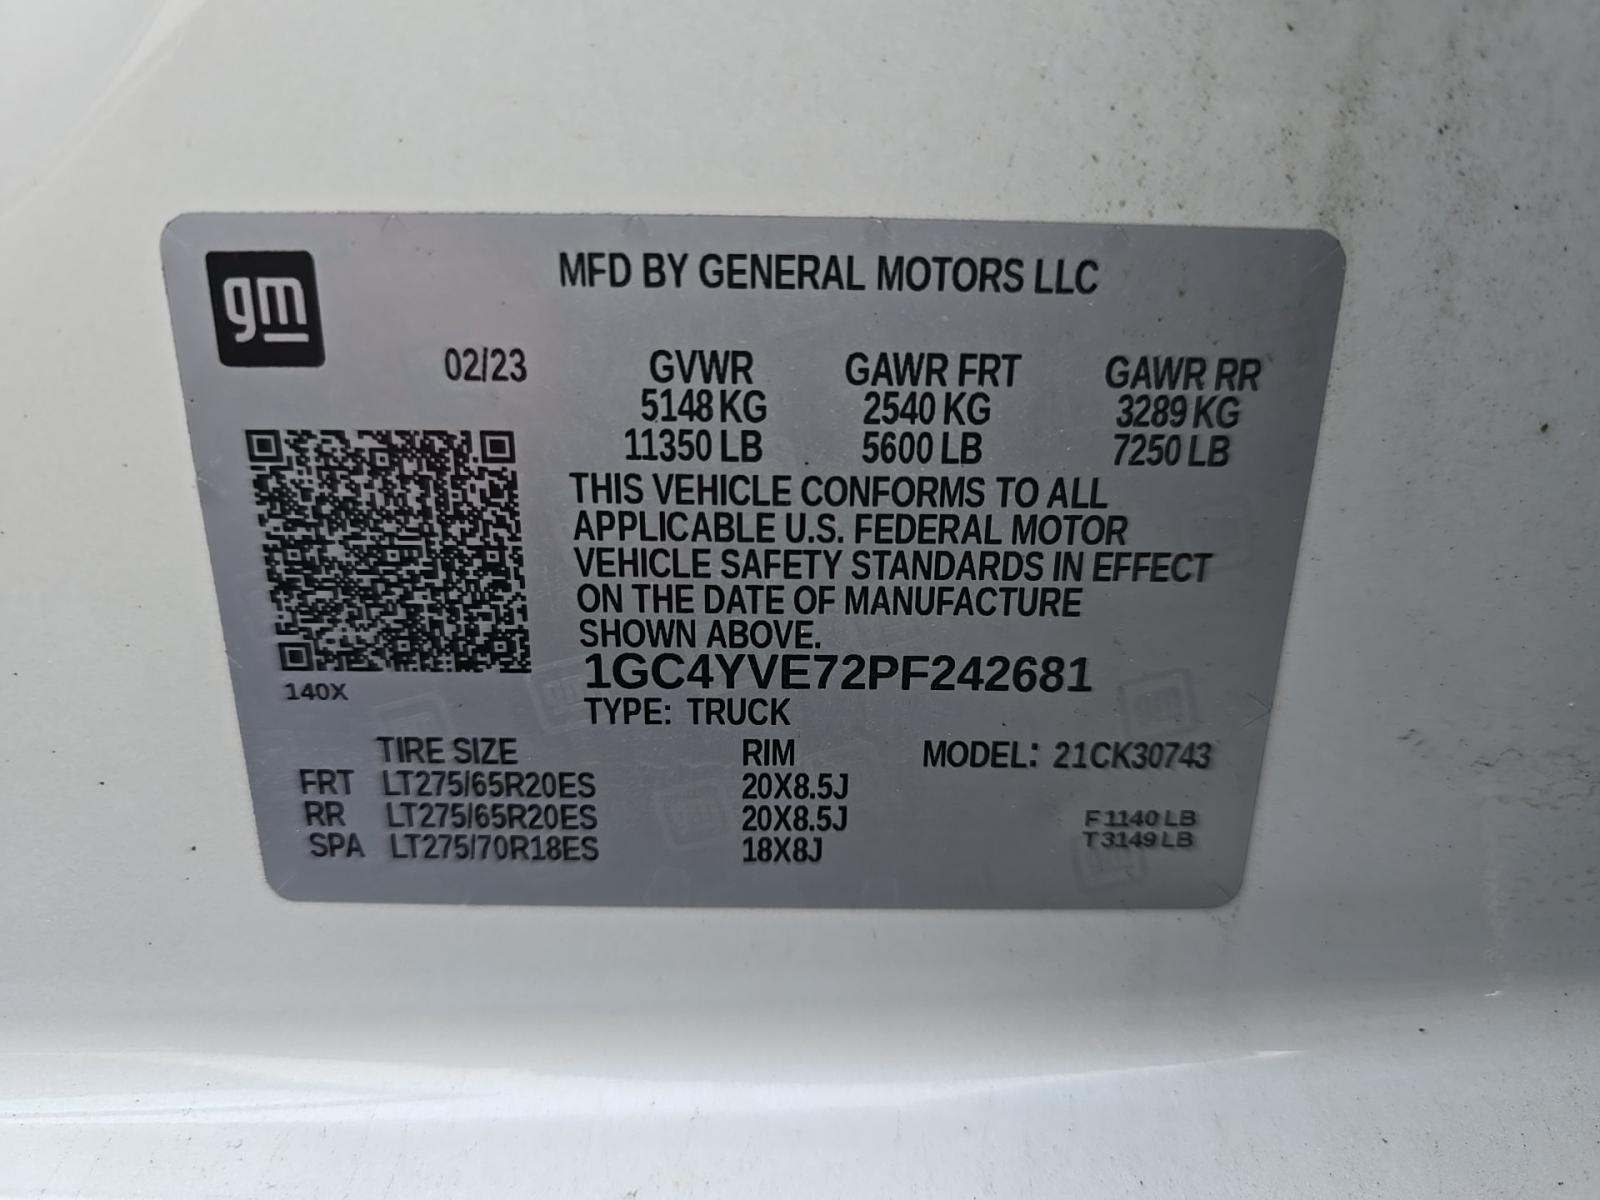 gm
MFD BY GENERAL MOTORS LLC
02/23 GVWR GAWR FRT GAWR RR
5148 KG 2540 KG 3289 KG
11350 LB 5600 LB 7250 LB
THIS VEHICLE CONFORMS TO ALL
APPLICABLE U.S. FEDERAL MOTOR
VEHICLE SAFETY STANDARDS IN EFFECT
ON THE DATE OF MANUFACTURE
SHOWN ABOVE.
1GC4YVE72PF242681
140X
TYPE: TRUCK
TIRE SIZE RIM MODEL: 21CK30743
FRT LT275/65R20ES 20X8.5J
RR LT275/65R20ES 20X8.5J F1140 LB
SPA LT275/70R18ES 18X8J T3149 LB